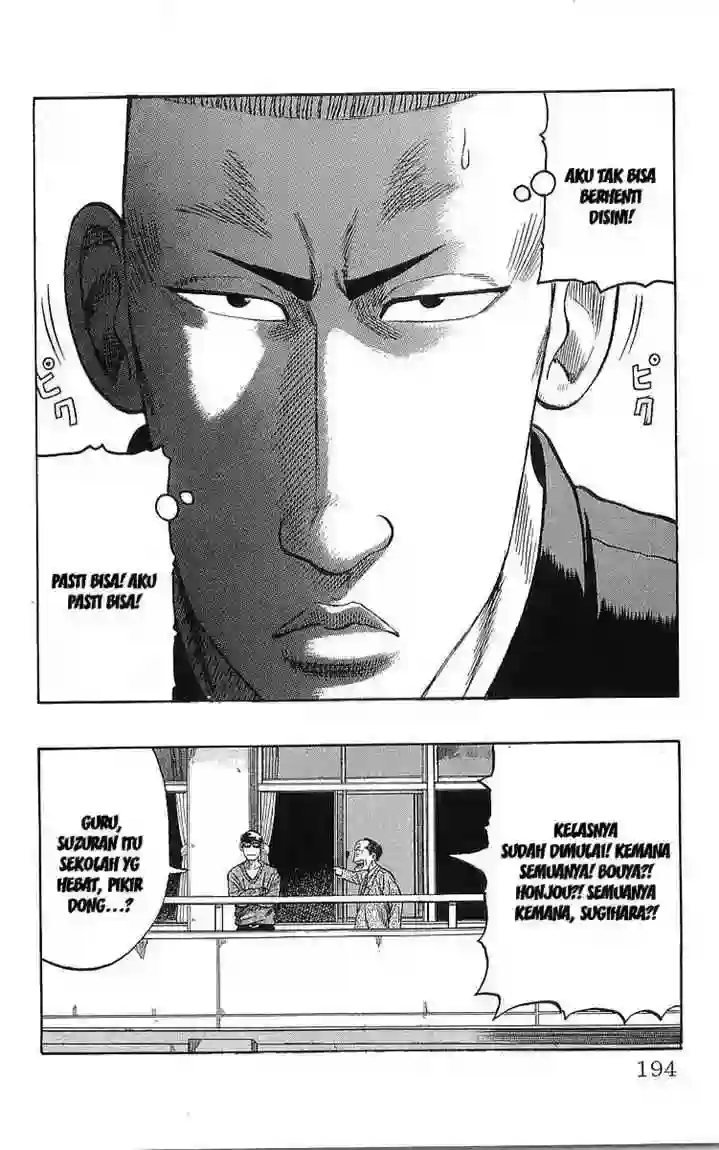 AKU TAK BISA
BERHENTI
DISINI!
ピク
ピク
PASTI BISA! AKU
PASTI BISA!
KELASNYA
SUDAH DIMULAI! KEMANA
SEMUANYA! BOUYA?!
HONJOU?! SEMUANYA
KEMANA, SUGIHARA?!
GURU,
SUZURAN ITU
SEKOLAH YG
HEBAT, PIKIR
DONG...?
194